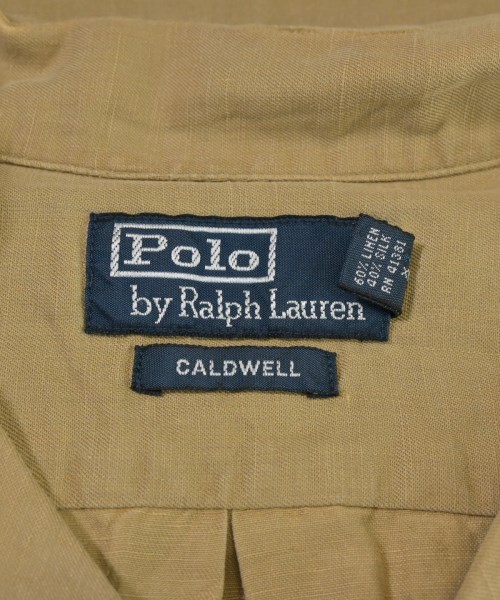 Polo
by Ralph Lauren
60% LINEN
40% SILK
RN 41381
X
CALDWELL